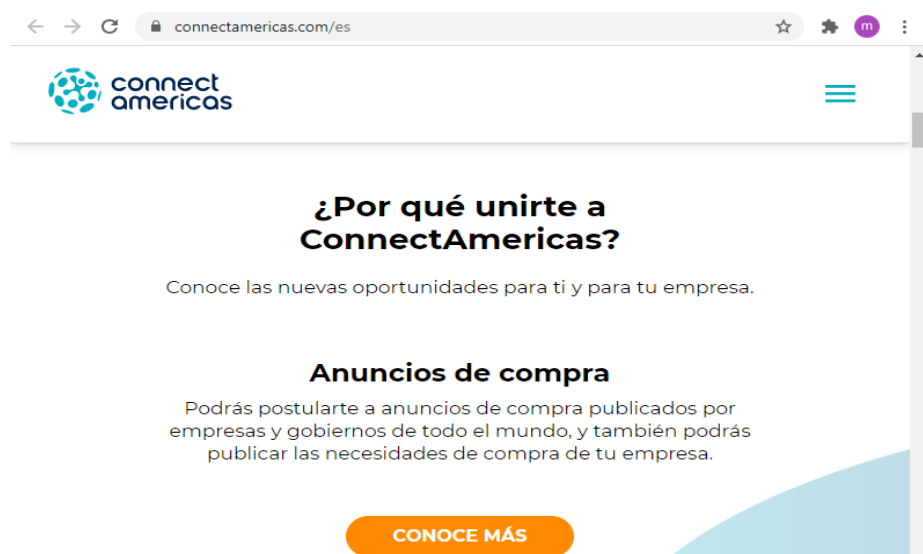 connectamericas.com/es
m
connect
americas
¿Por qué unirte a
ConnectAmericas?
Conoce las nuevas oportunidades para ti y para tu empresa.
Anuncios de compra
Podrás postularte a anuncios de compra publicados por
empresas y gobiernos de todo el mundo, y también podrás
publicar las necesidades de compra de tu empresa.
CONOCE MÁS